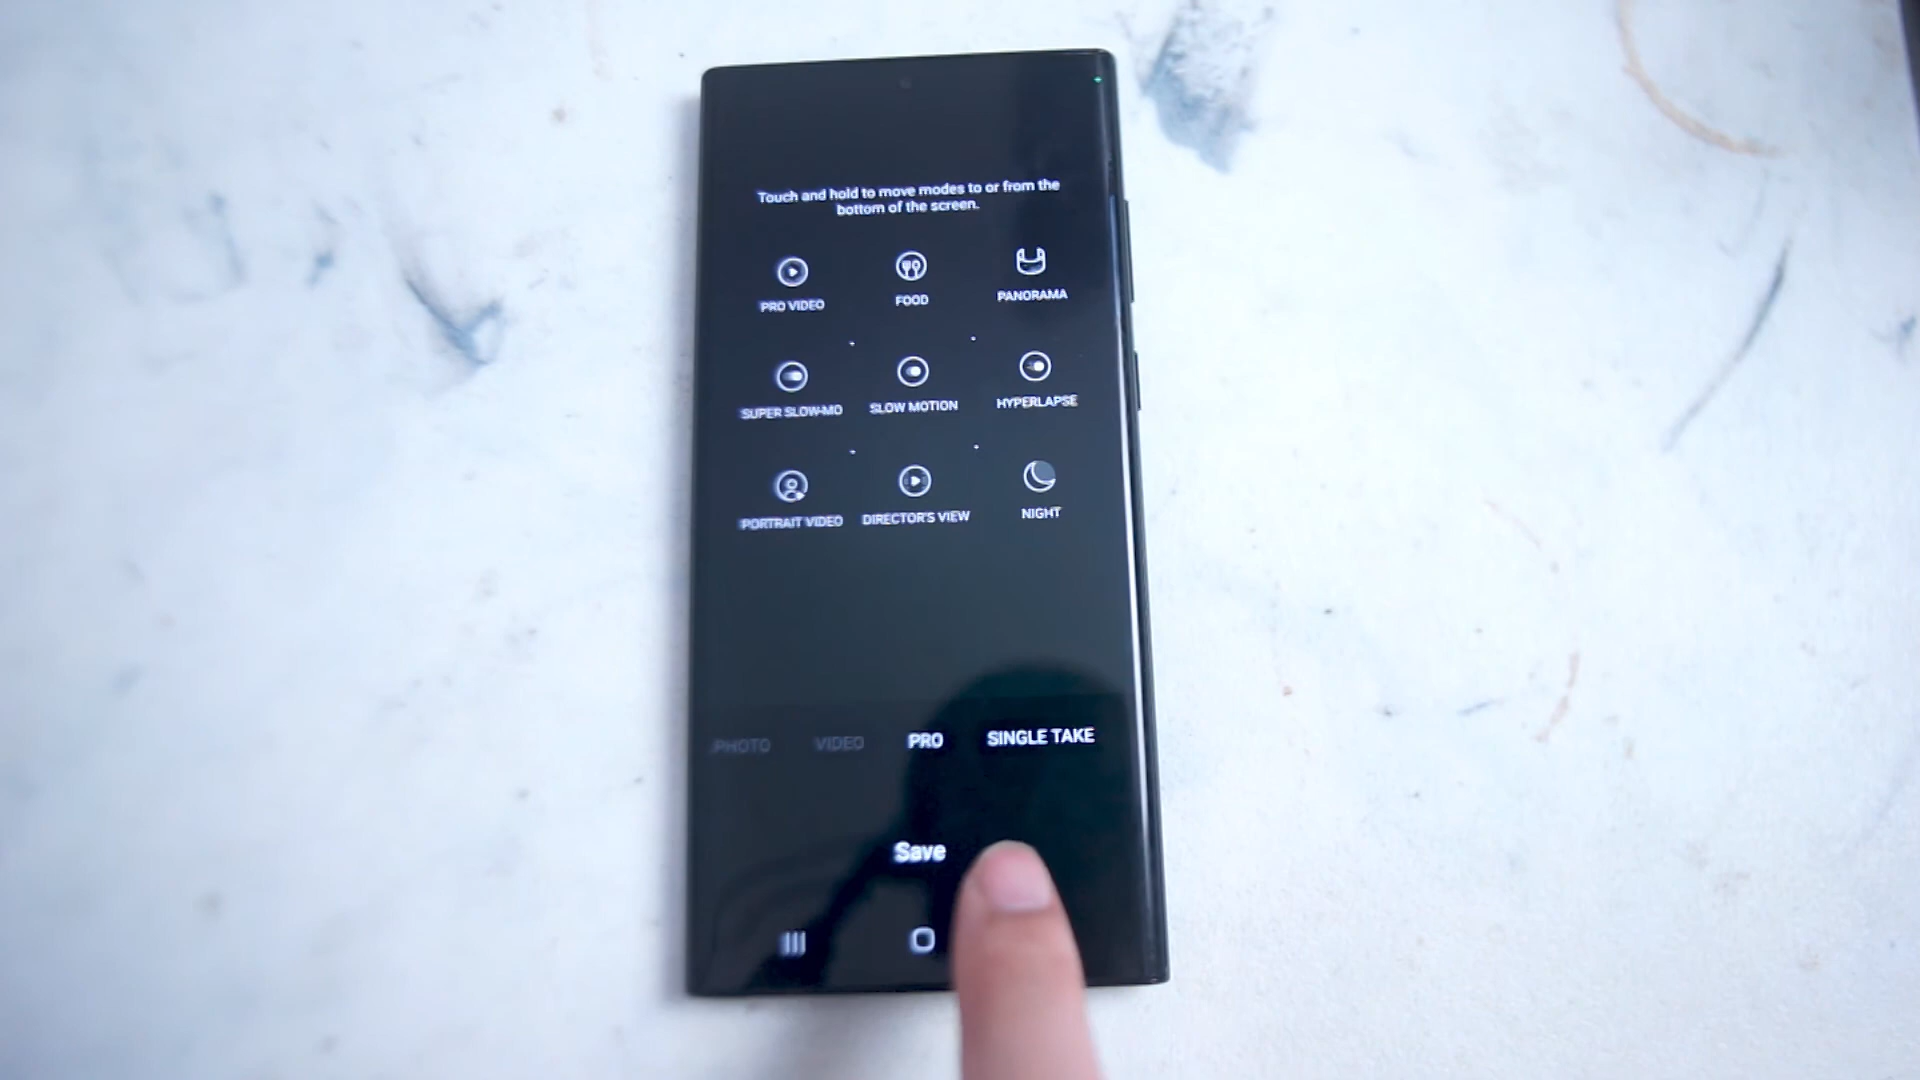 Touch and hold to move modes to or from the
bottom of the screen.
PRO VIDEO
FOOD
PANORAMA
SUPER SLOW-MO
SLOW MOTION
HYPERLAPSE
PORTRAIT VIDEO
DIRECTOR'S VIEW
NIGHT
PHOTO
VIDEO
PRO
SINGLE TAKE
Save